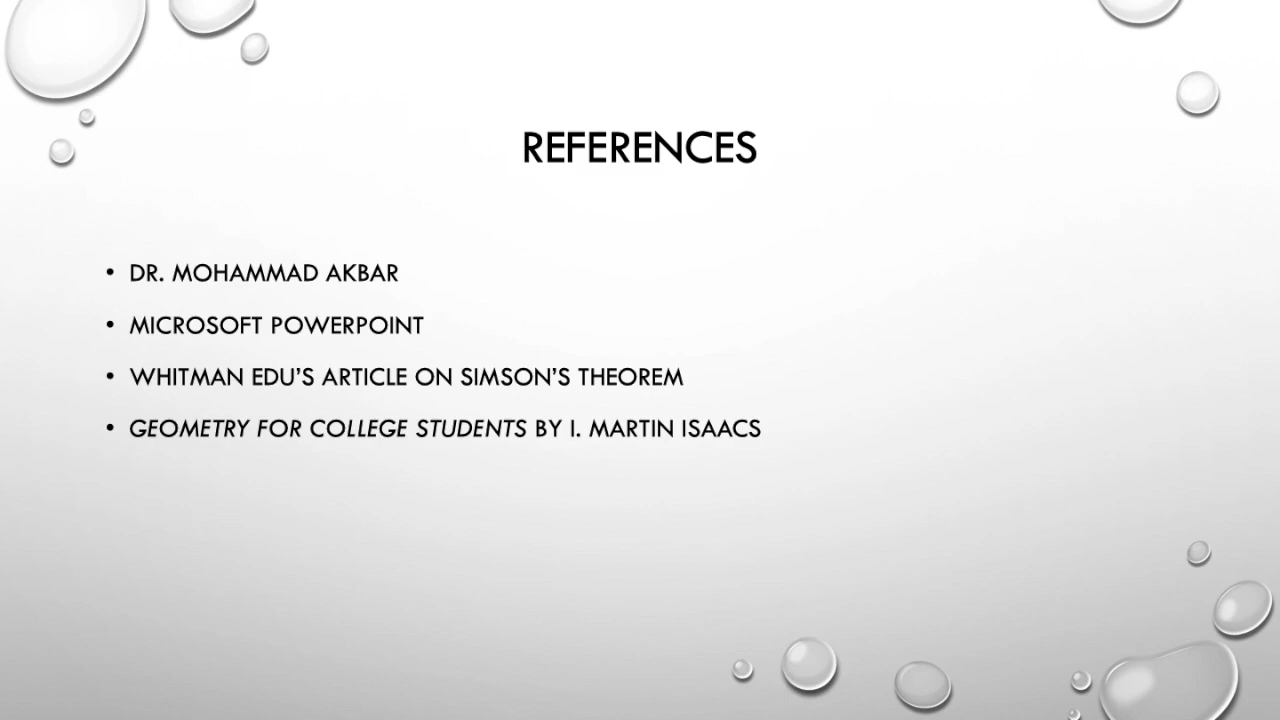 REFERENCES
• DR. MOHAMMAD AKBAR
• MICROSOFT POWERPOINT
• WHITMAN EDU’S ARTICLE ON SIMSON’S THEOREM
• GEOMETRY FOR COLLEGE STUDENTS BY I. MARTIN ISAACS